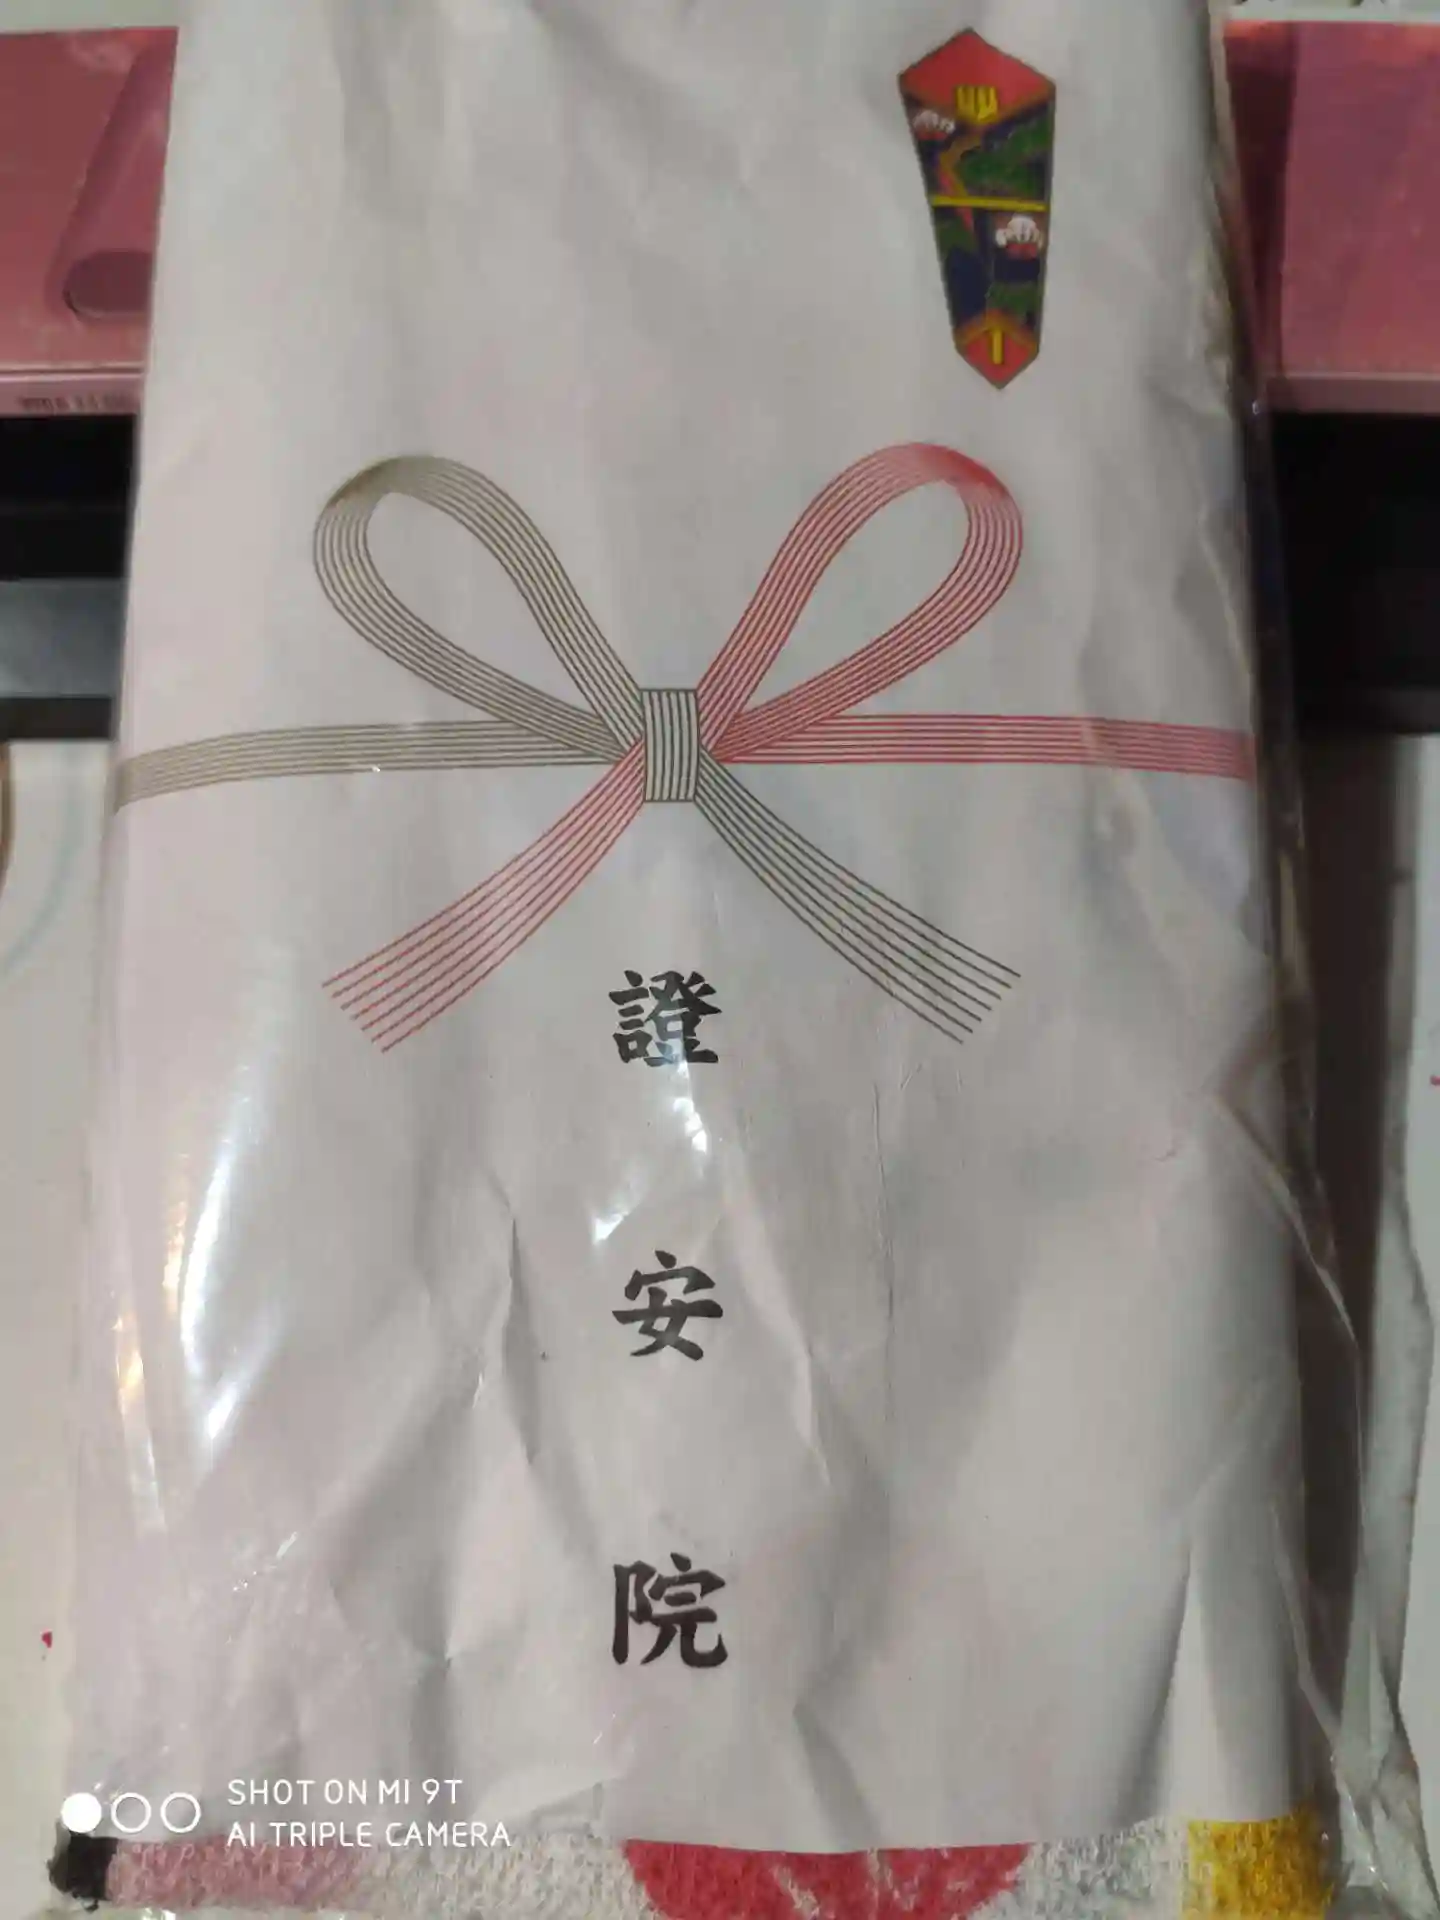 證安院
SHOT ON MI 9T
AI TRIPLE CAMERA